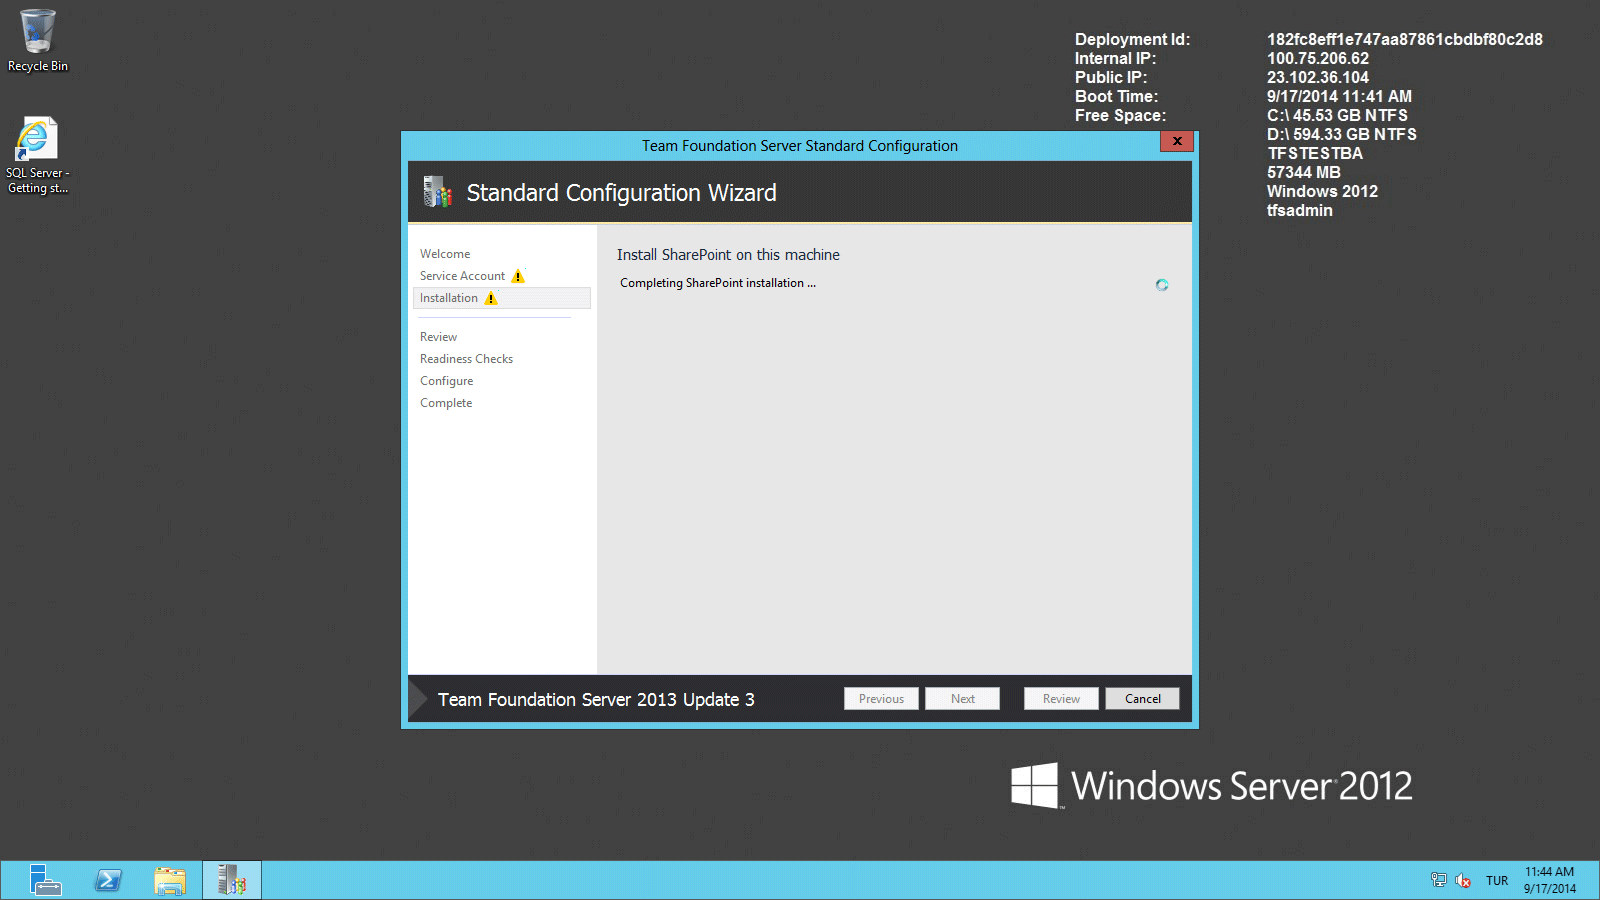 Recycle Bin
SQL Server -
Getting st...
Deployment Id: 182fc8eff1e747aa87861cbdbf80c2d8
Internal IP: 100.75.206.62
Public IP: 23.102.36.104
Boot Time: 9/17/2014 11:41 AM
Free Space: C:\ 45.53 GB NTFS
D:\ 594.33 GB NTFS
TFSTESTBA
57344 MB
Windows 2012
tfsadmin
Team Foundation Server Standard Configuration
x
Standard Configuration Wizard
Welcome
Service Account
Installation
Review
Readiness Checks
Configure
Complete
Install SharePoint on this machine
Completing SharePoint installation ...
Team Foundation Server 2013 Update 3
Previous
Next
Review
Cancel
Windows Server 2012
TUR
11:44 AM
9/17/2014